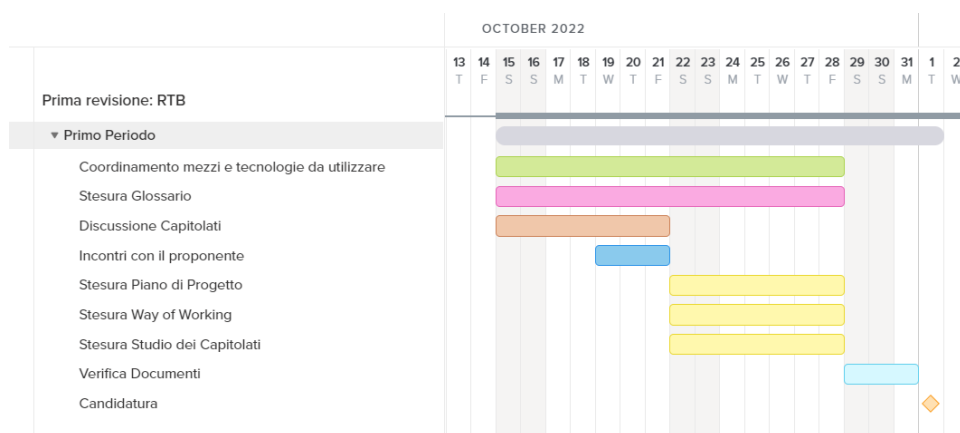 OCTOBER 2022
13 14 15 16 17 18 19 20 21 22 23 24 25 26 27 28 29 30 31 1 2
T F S S M T W T F S S M T W T F S S M T W
Prima revisione: RTB
Primo Periodo
Coordinamento mezzi e tecnologie da utilizzare
Stesura Glossario
Discussione Capitolati
Incontri con il proponente
Stesura Piano di Progetto
Stesura Way of Working
Stesura Studio dei Capitolati
Verifica Documenti
Candidatura